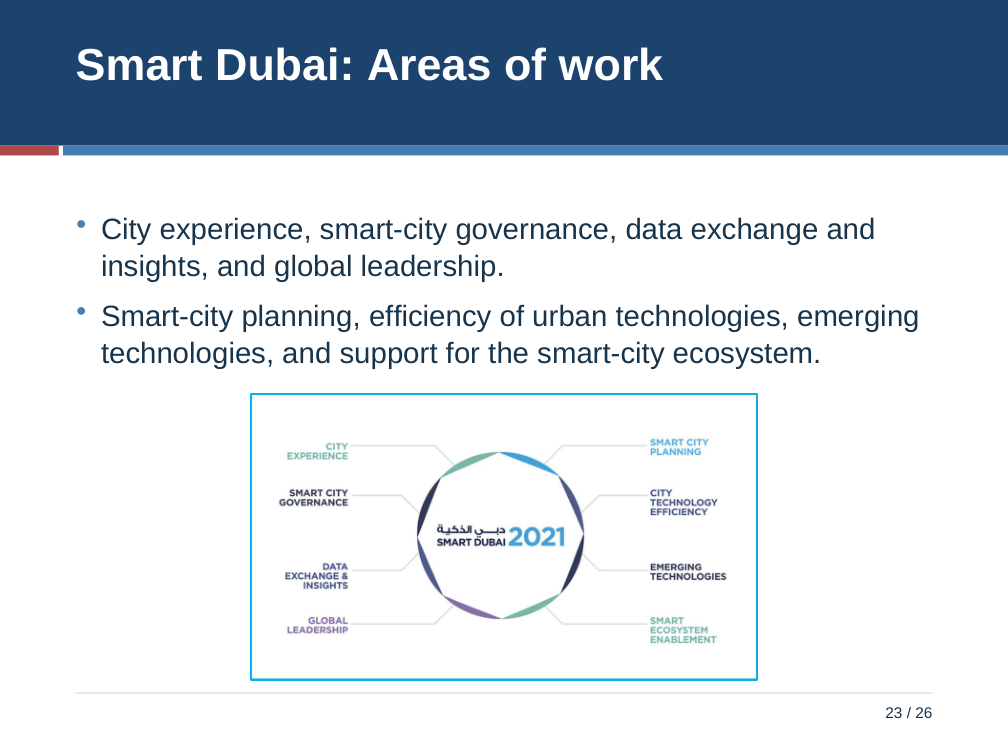 Smart Dubai: Areas of work
• City experience, smart-city governance, data exchange and
insights, and global leadership.
• Smart-city planning, efficiency of urban technologies, emerging
technologies, and support for the smart-city ecosystem.
CITY
EXPERIENCE
SMART CITY
GOVERNANCE
DATA
EXCHANGE &
INSIGHTS
GLOBAL
LEADERSHIP
دبي الذكية
SMART DUBAI 2021
SMART CITY
PLANNING
CITY
TECHNOLOGY
EFFICIENCY
EMERGING
TECHNOLOGIES
SMART
ECOSYSTEM
ENABLEMENT
23 / 26